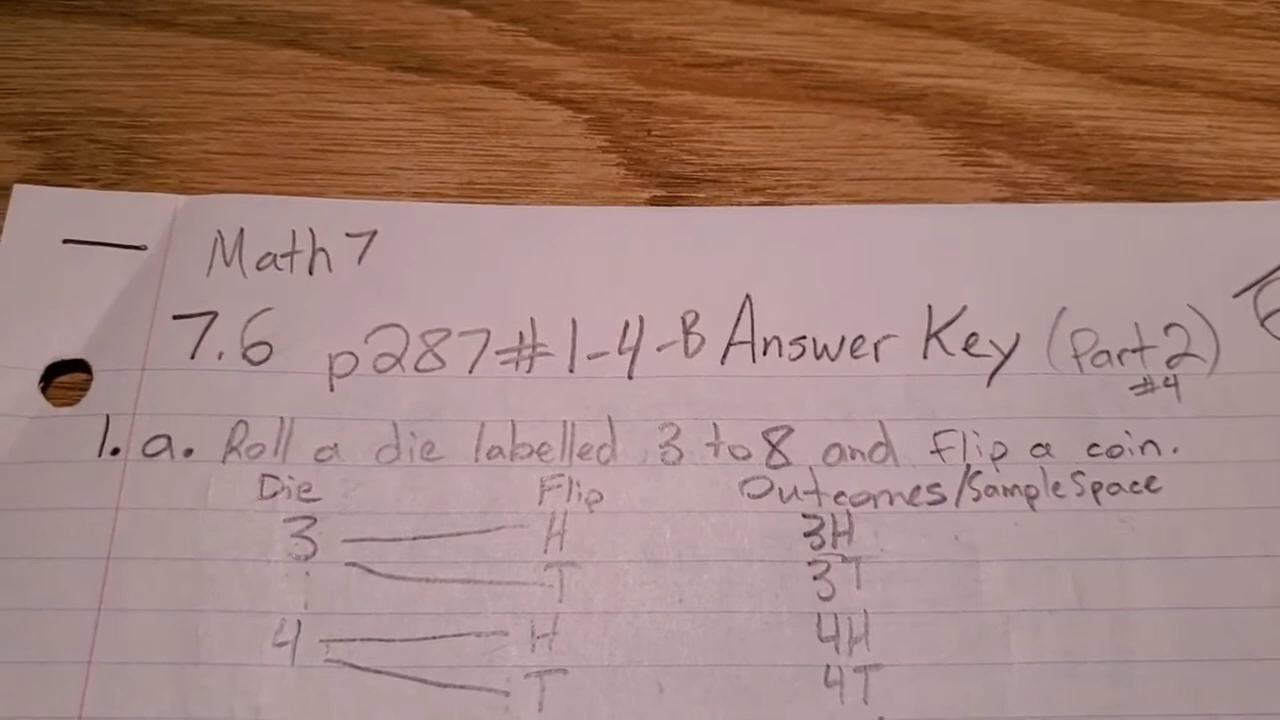 Math 7
7.6 p287 #1-4-B Answer Key (Part 2)
#4
1. a. Roll a die labelled 3 to 8 and flip a coin.
Die Flip Outcomes/Sample Space
3 H 3H
T 3T
4 H 4H
T 4T